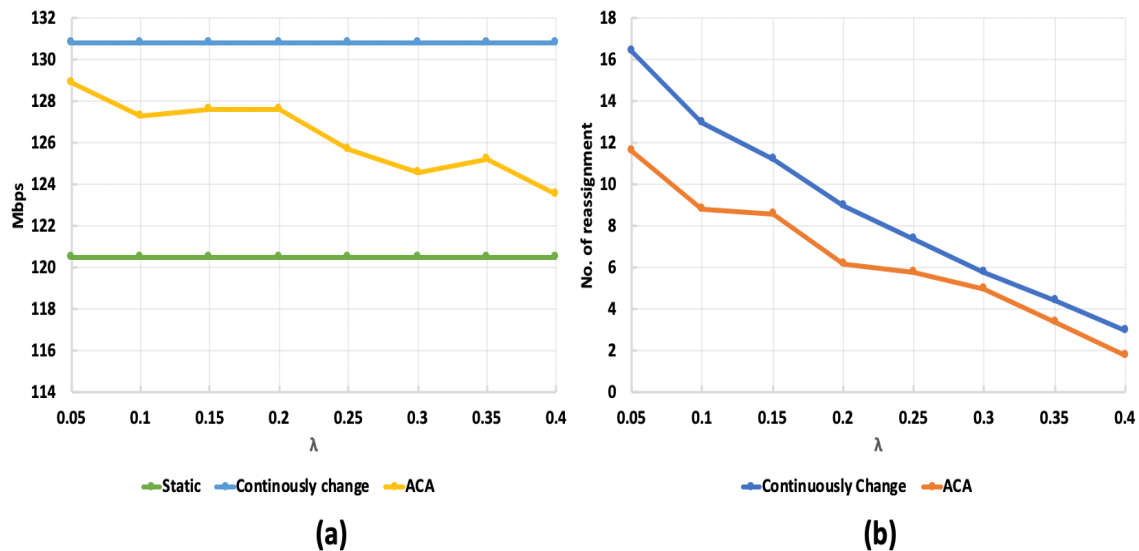 132
130
128
126
124
122
120
118
116
114
Mbps
0.05 0.1 0.15 0.2 0.25 0.3 0.35 0.4
λ
Static Continously change ACA
(a)
18
16
14
12
10
8
6
4
2
0
No. of reassignment
0.05 0.1 0.15 0.2 0.25 0.3 0.35 0.4
λ
Continuously Change ACA
(b)